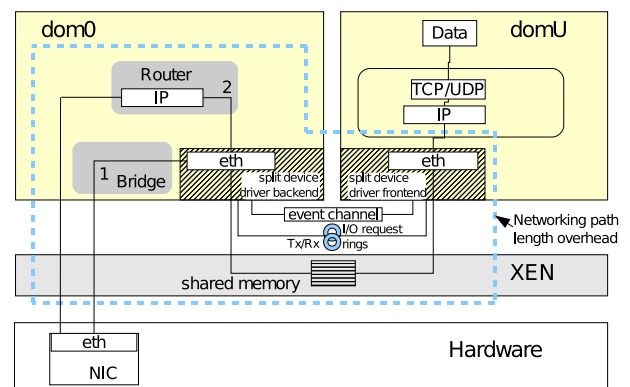 dom0
domU
Data
Router
2
IP
TCP/UDP
IP
eth
eth
1
Bridge
split device
driver backend
split device
driver frontend
event channel
I/O request
Tx/Rx
rings
Networking path
length overhead
XEN
shared memory
eth
NIC
Hardware